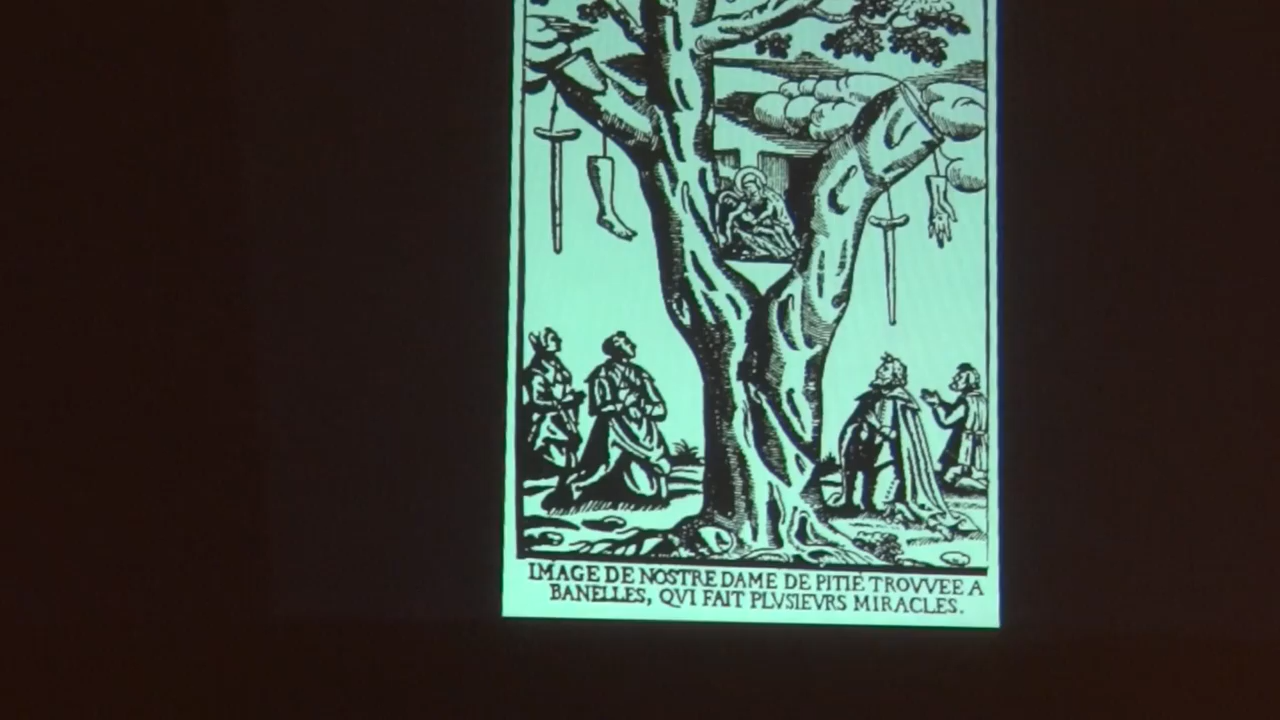 IMAGE DE NOSTRE DAME DE PITIÉ TROVVEE A
BANELLES, QVI FAIT PLVSIEVRS MIRACLES.